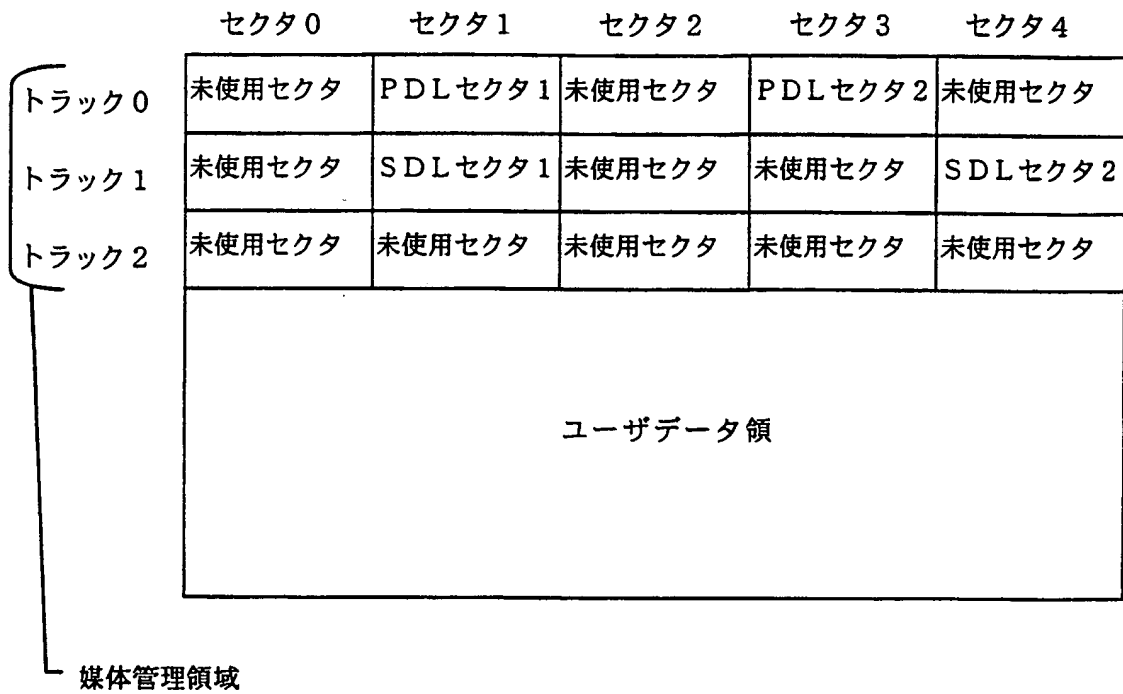 セクタ０ セクタ１ セクタ２ セクタ３ セクタ４
トラック０ 未使用セクタ ＰＤＬセクタ１ 未使用セクタ ＰＤＬセクタ２ 未使用セクタ
トラック１ 未使用セクタ ＳＤＬセクタ１ 未使用セクタ 未使用セクタ ＳＤＬセクタ２
トラック２ 未使用セクタ 未使用セクタ 未使用セクタ 未使用セクタ 未使用セクタ
ユーザデータ領
媒体管理領域